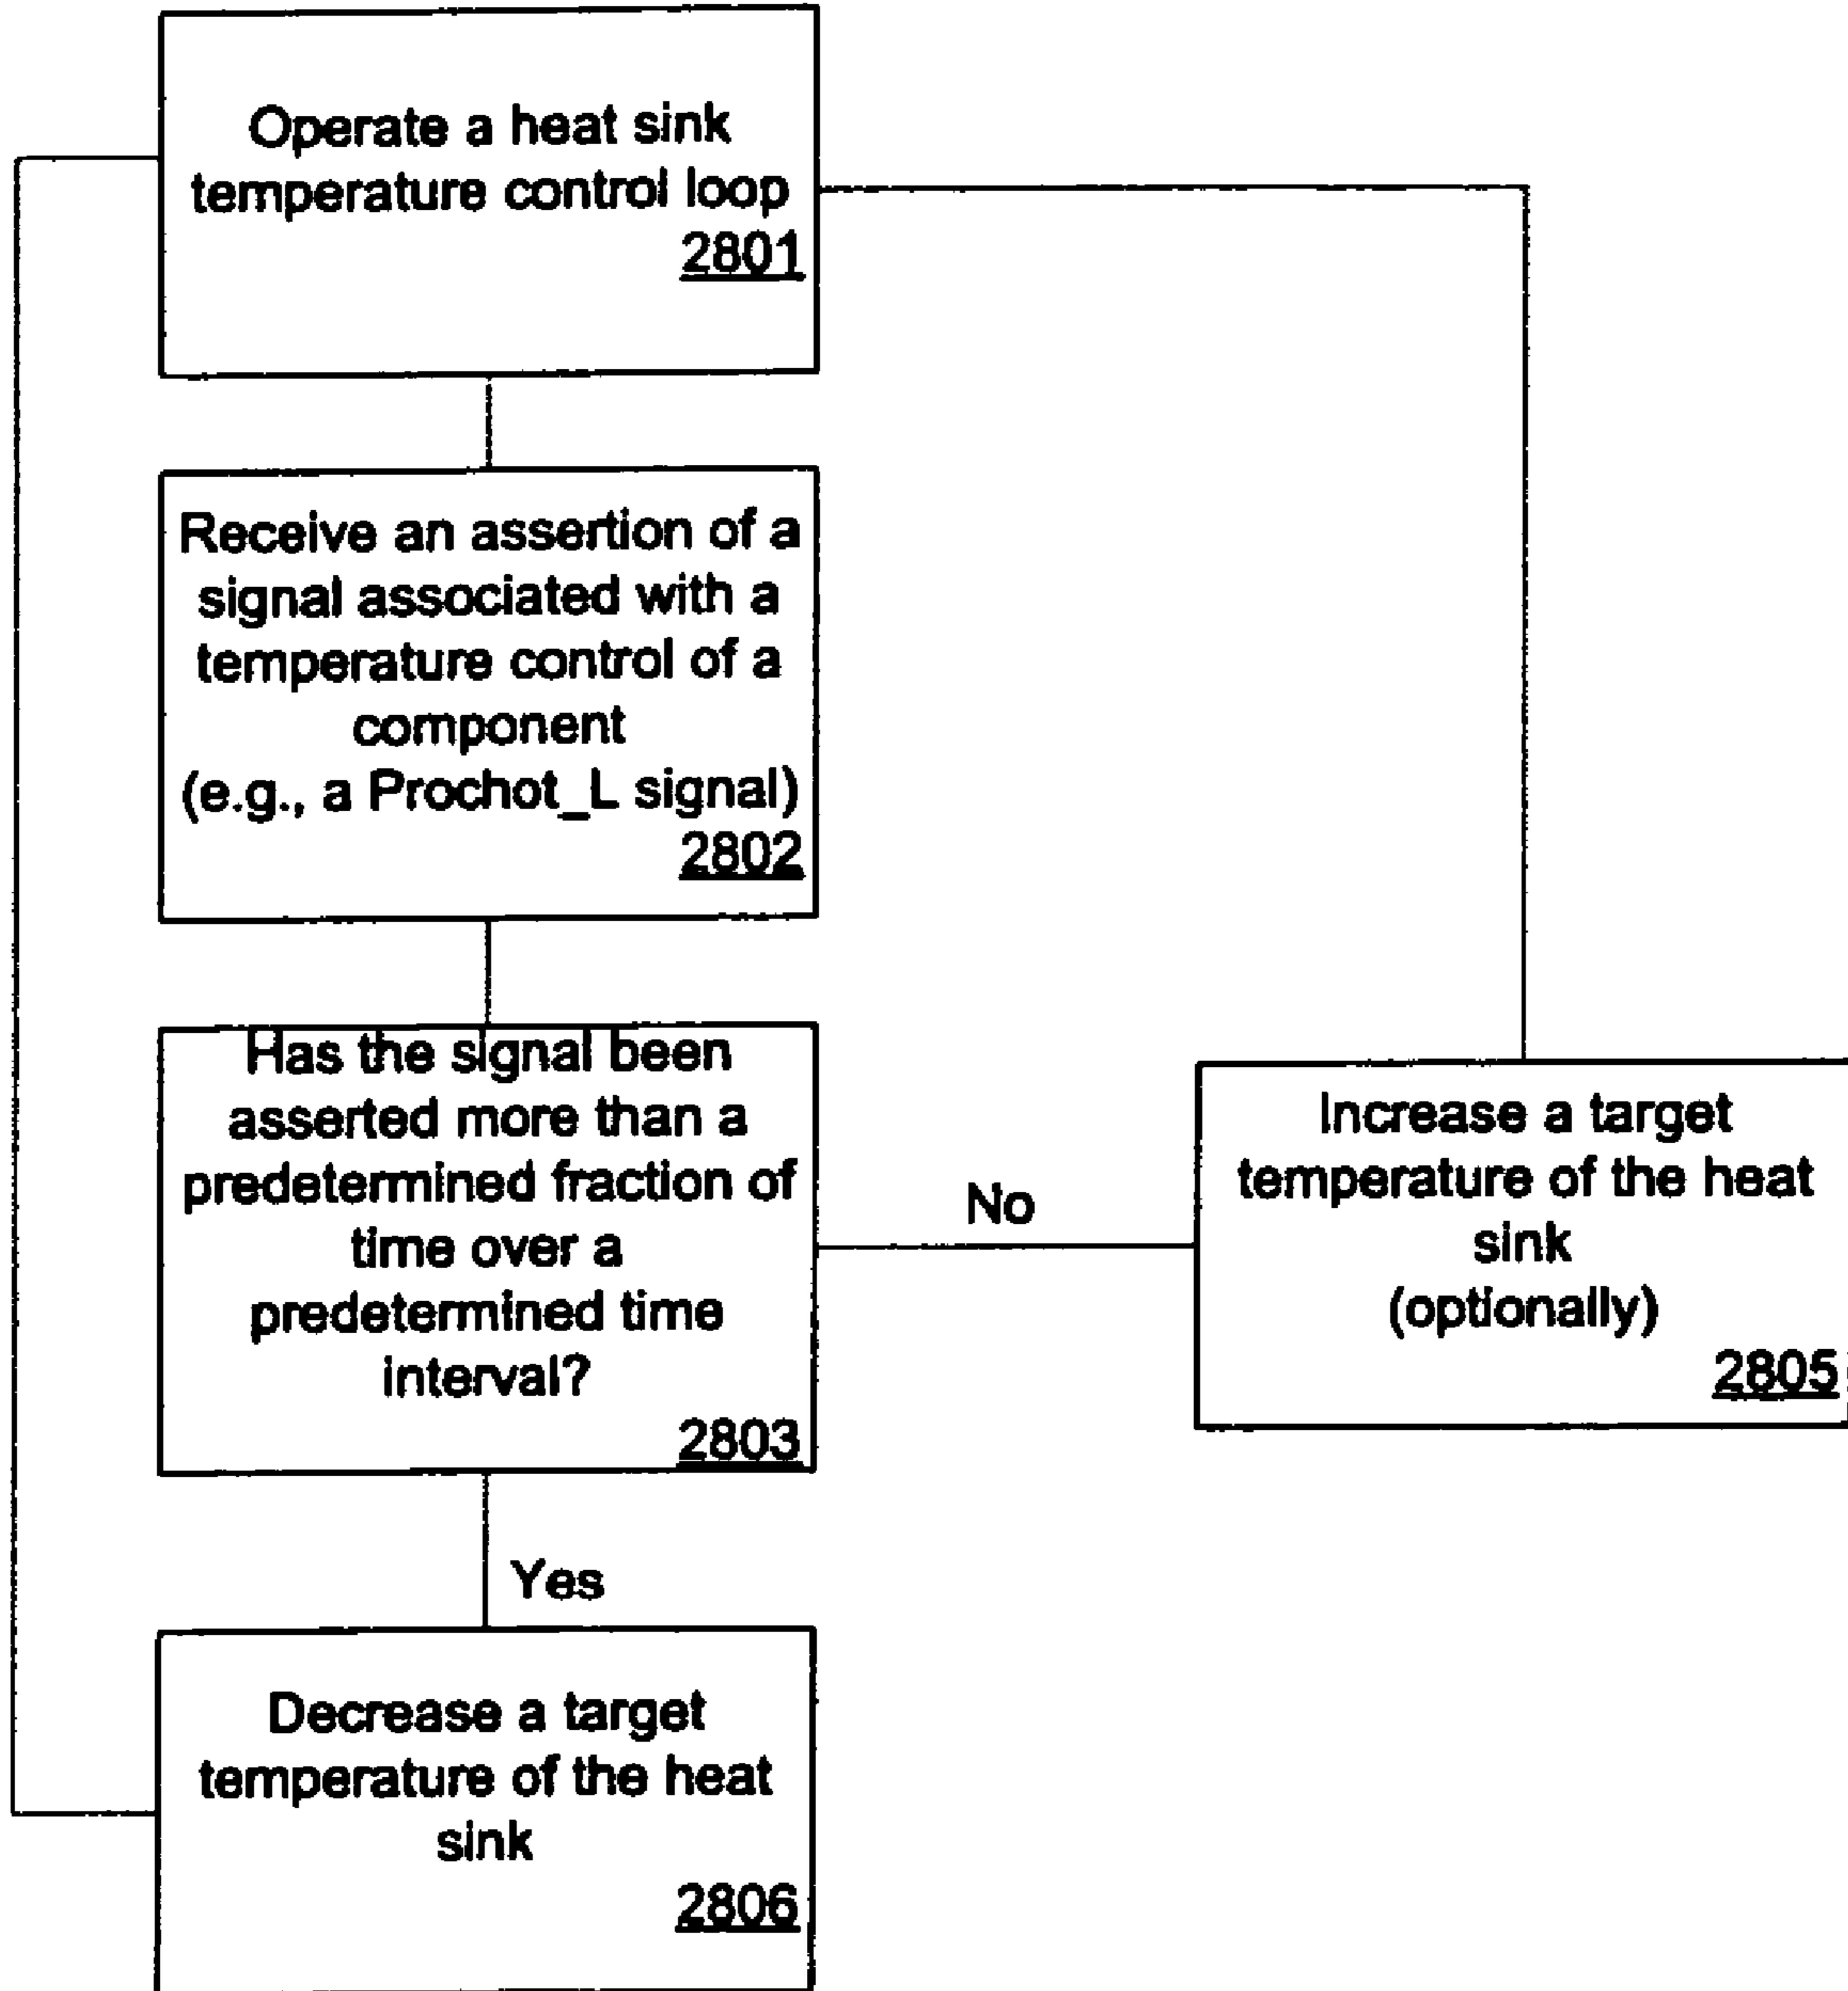 Operate a heat sink
temperature control loop
2801
Receive an assertion of a
signal associated with a
temperature control of a
component
(e.g., a Prochot_L signal)
2802
Has the signal been
asserted more than a
predetermined fraction of
time over a
predetermined time
interval?
2803
No
Increase a target
temperature of the heat
sink
(optionally)
2805
Yes
Decrease a target
temperature of the heat
sink
2806